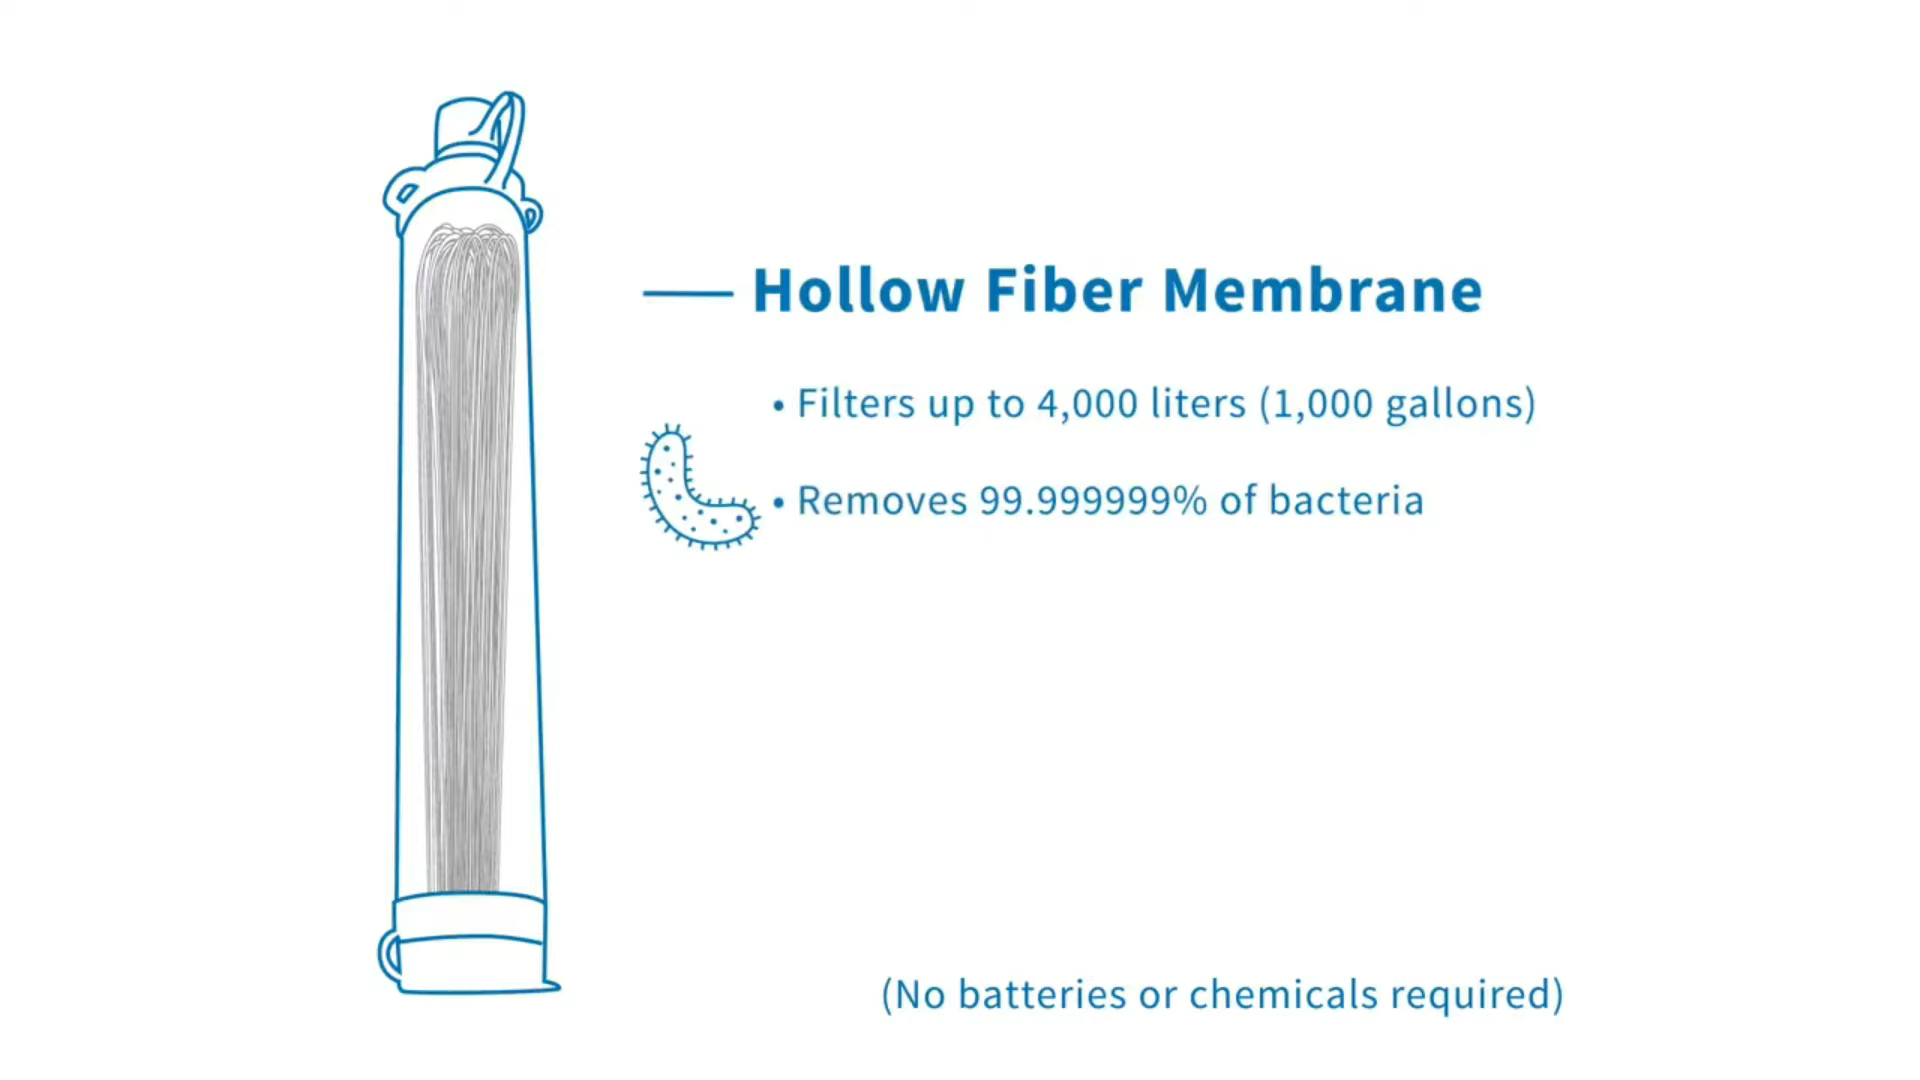 Hollow Fiber Membrane
• Filters up to 4,000 liters (1,000 gallons)
• Removes 99.999999% of bacteria
(No batteries or chemicals required)